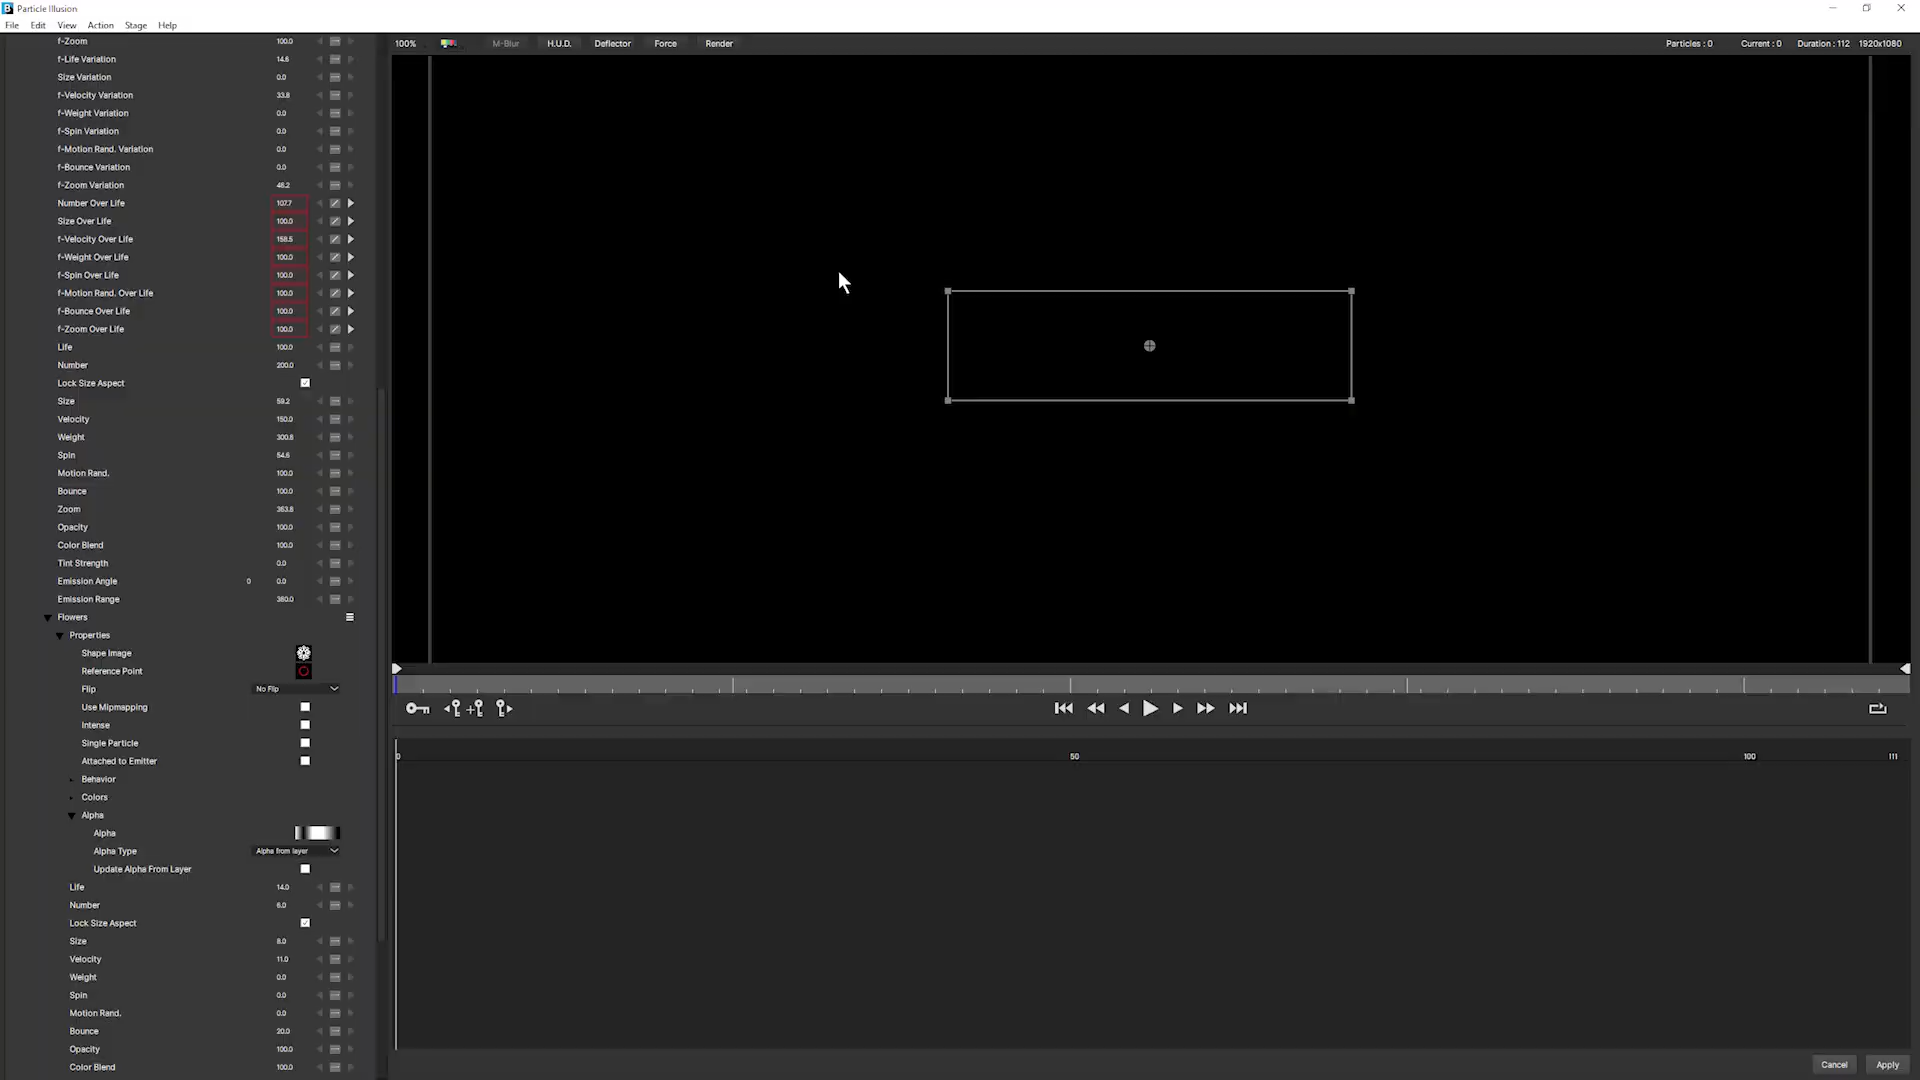 Particle Illusion
File Edit View Action Stage Help
f-Zoom 100.0
100% M-Blur H.U.D. Deflector Force Render Particles : 0 Current : 0 Duration : 112 1920x1080
f-Life Variation 14.6
Size Variation 0.0
f-Velocity Variation 33.8
f-Weight Variation 0.0
f-Spin Variation 0.0
f-Motion Rand. Variation 0.0
f-Bounce Variation 0.0
f-Zoom Variation 48.2
Number Over Life 107.7
Size Over Life 100.0
f-Velocity Over Life 158.5
f-Weight Over Life 100.0
f-Spin Over Life 100.0
f-Motion Rand. Over Life 100.0
f-Bounce Over Life 100.0
f-Zoom Over Life 100.0
Life 100.0
Number 200.0
Lock Size Aspect
Size 59.2
Velocity 150.0
Weight 300.8
Spin 54.6
Motion Rand. 100.0
Bounce 100.0
Zoom 363.8
Opacity 100.0
Color Blend 100.0
Tint Strength 0.0
Emission Angle 0 0.0
Emission Range 360.0
Flowers
Properties
Shape Image
Reference Point
Flip No Flip
Use Mipmapping
Intense
Single Particle
Attached to Emitter
0 50 100 111
Behavior
Colors
Alpha
Alpha
Alpha Type Alpha from layer
Update Alpha From Layer
Life 14.0
Number 6.0
Lock Size Aspect
Size 8.0
Velocity 11.0
Weight 0.0
Spin 0.0
Motion Rand. 0.0
Bounce 20.0
Opacity 100.0
Color Blend 100.0
Cancel Apply